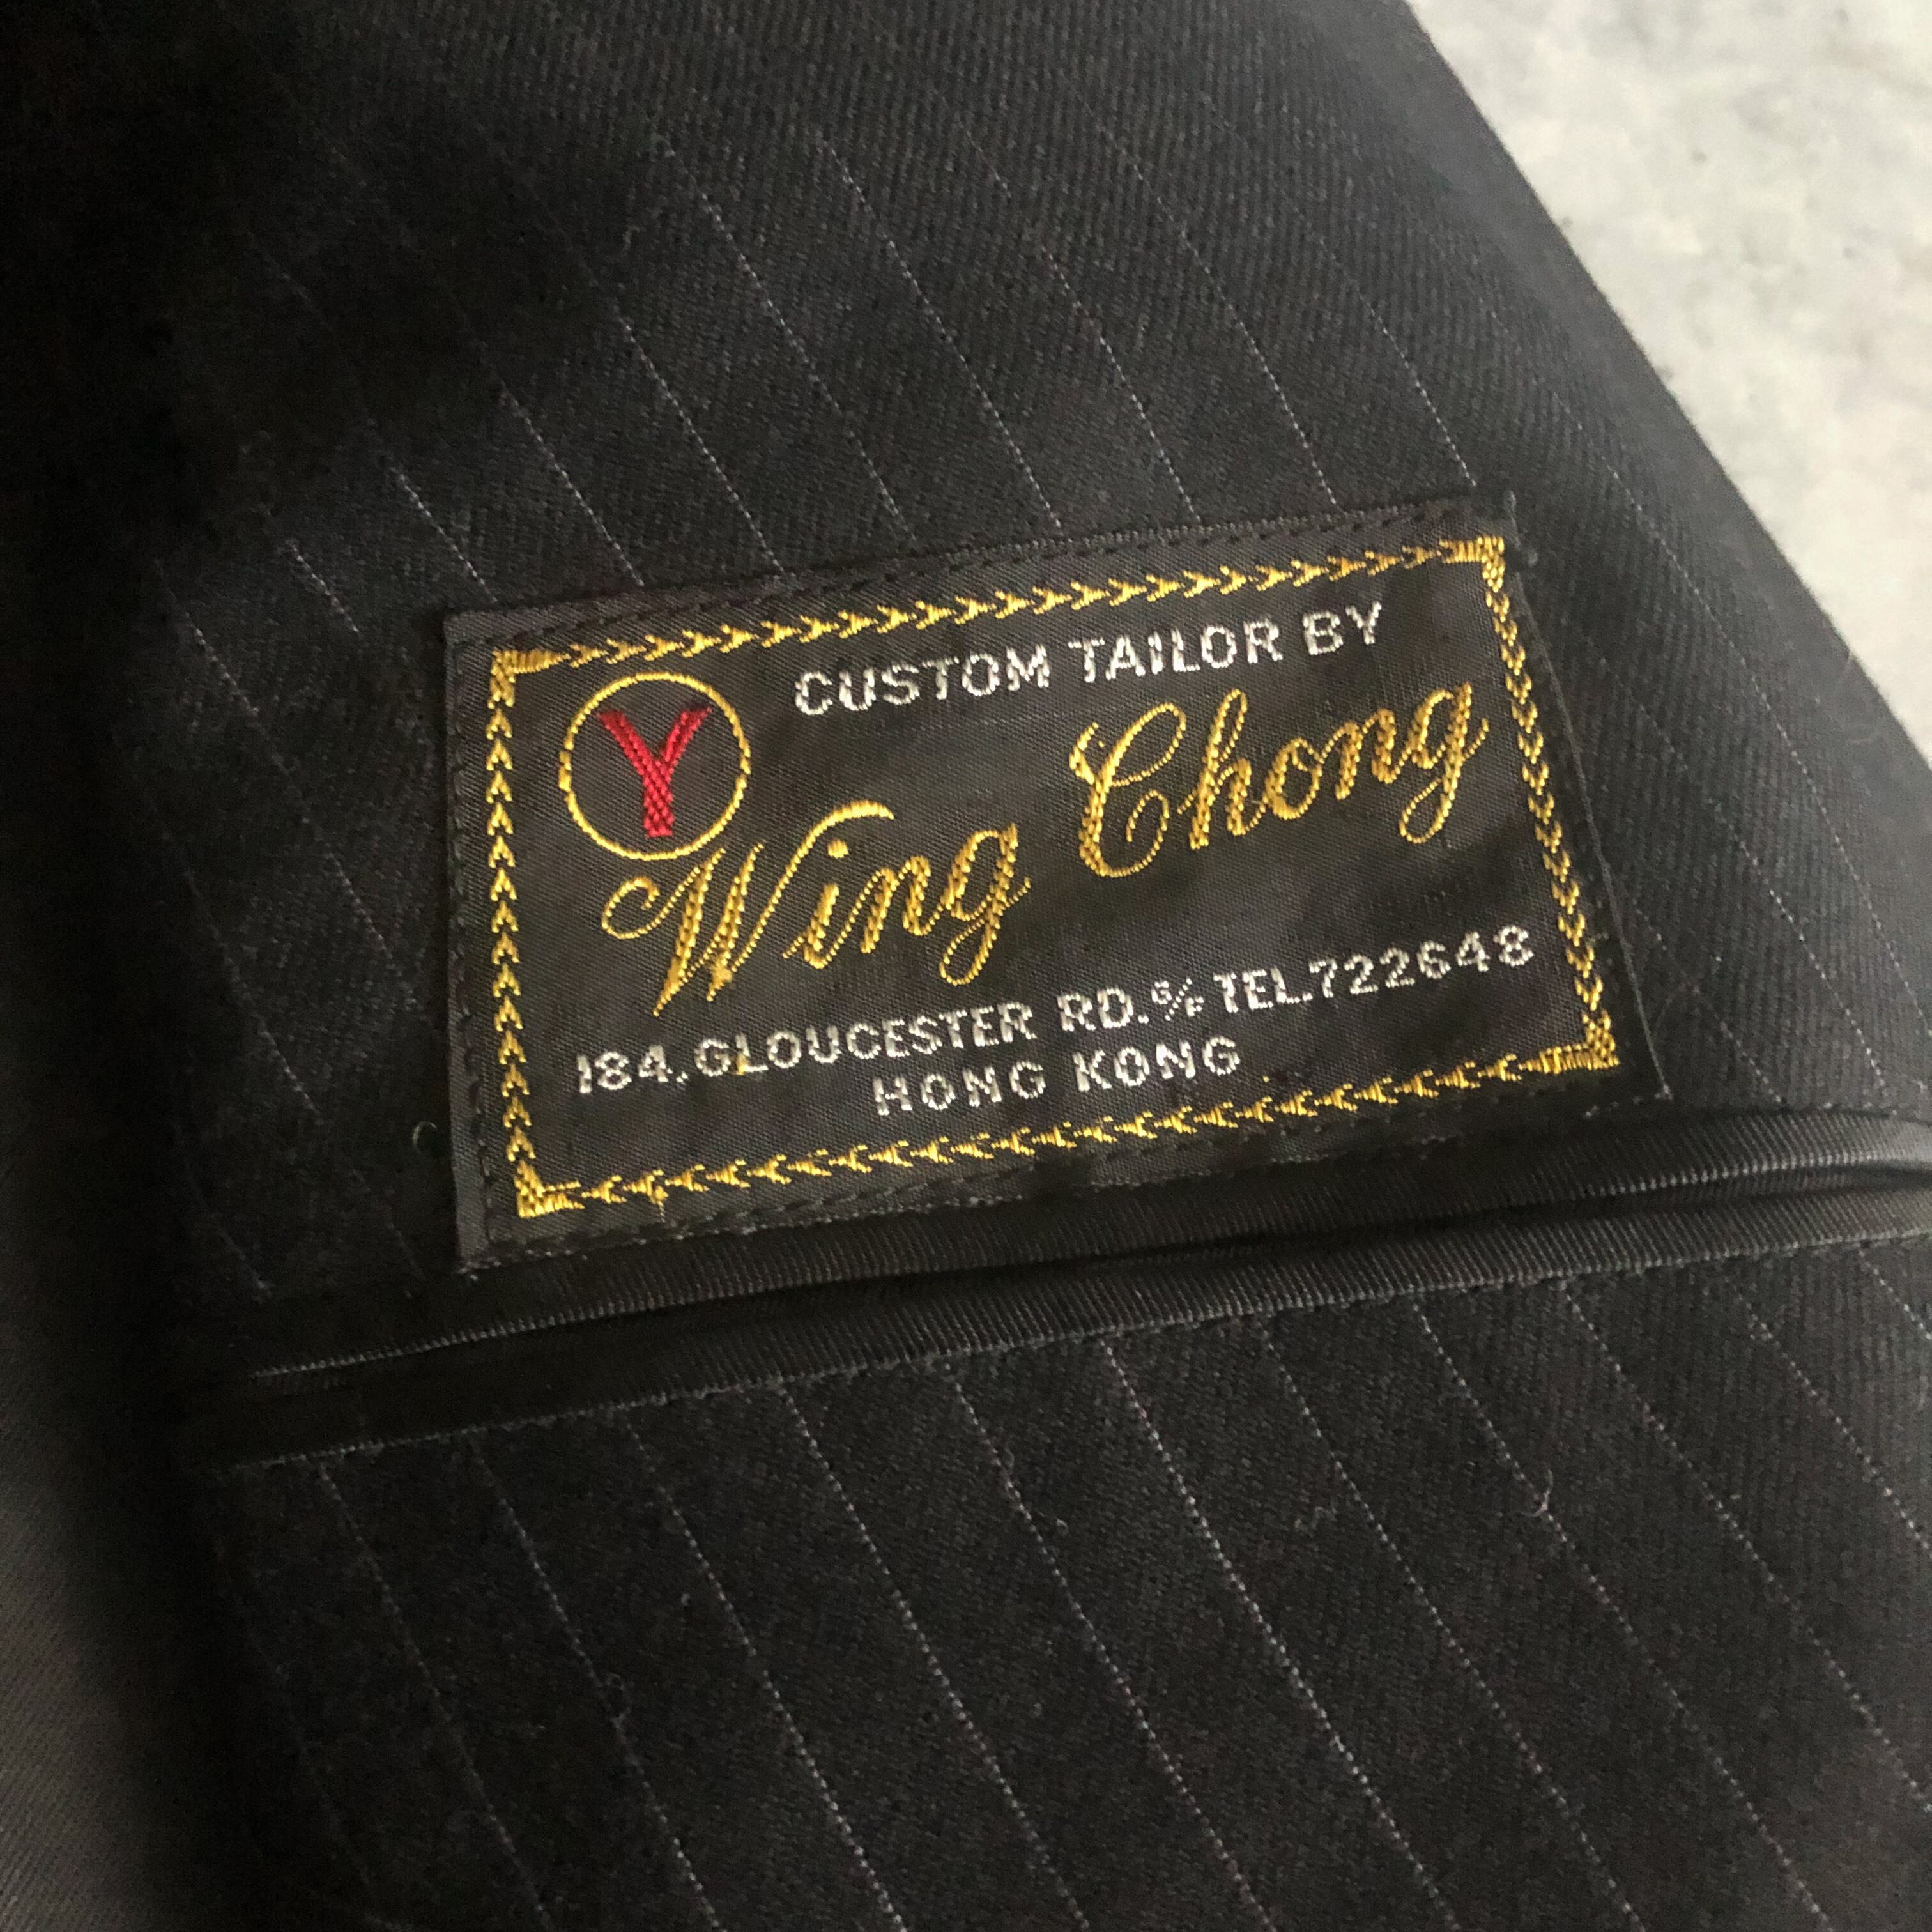 CUSTOM TAILOR BY
Y
Wing Chong
184, GLOUCESTER RD. G/F TEL. 722648
HONG KONG